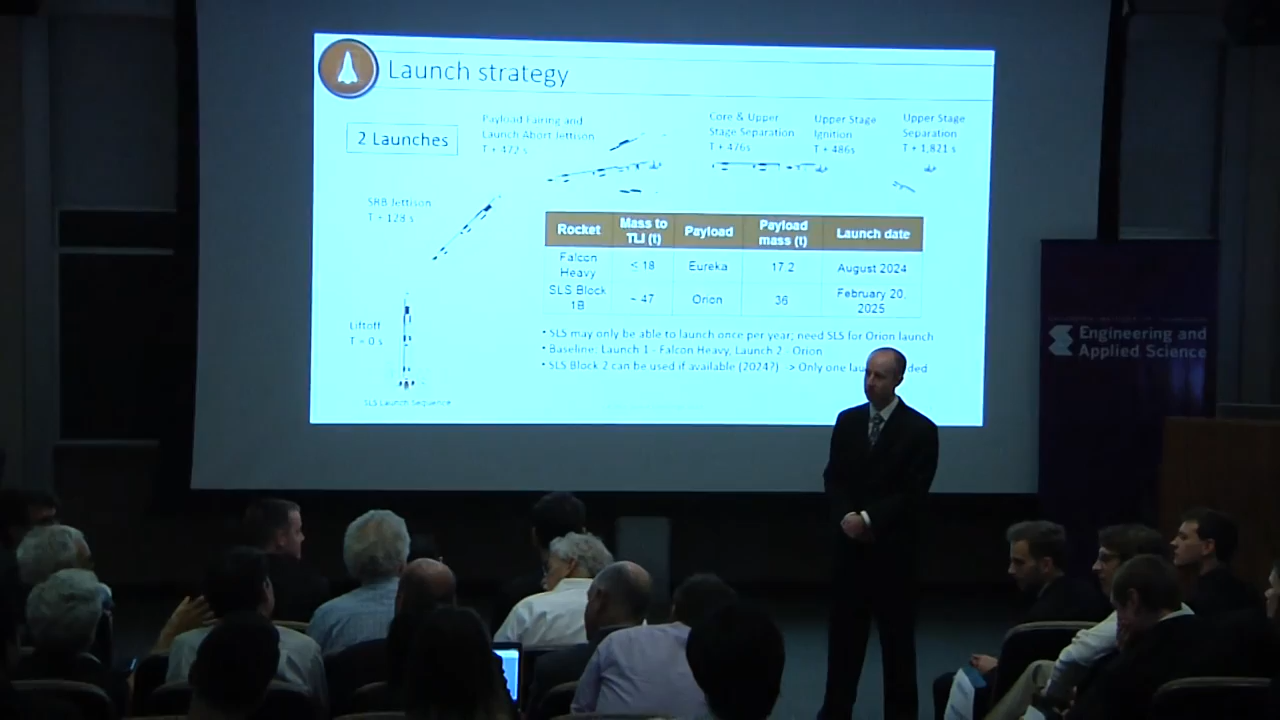 Launch strategy
2 Launches
Payload Fairing and
Launch Abort Jettison
T + 472 s
Core & Upper
Stage Separation
T + 476s
Upper Stage
Ignition
T + 486s
Upper Stage
Separation
T + 1,821 s
SRB Jettison
T + 128 s
Liftoff
T + 0 s
SLS Launch Sequence
Rocket Mass to TLI (t) Payload Payload mass (t) Launch date
Falcon Heavy ≤ 18 Eureka 17.2 August 2024
SLS Block 1B ~ 47 Orion 36 February 20, 2025
• SLS may only be able to launch once per year; need SLS for Orion launch
• Baseline: Launch 1 - Falcon Heavy, Launch 2 - Orion
• SLS Block 2 can be used if available (2024?) -> Only one
Engineering and
Applied Science